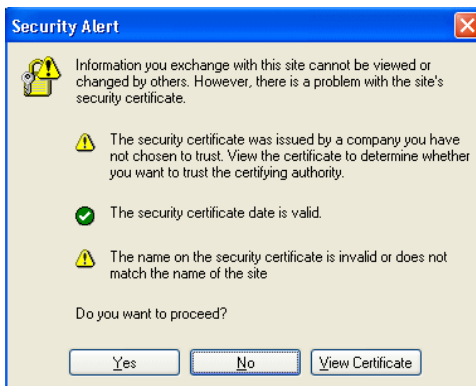 Security Alert
Information you exchange with this site cannot be viewed or
changed by others. However, there is a problem with the site's
security certificate.
The security certificate was issued by a company you have
not chosen to trust. View the certificate to determine whether
you want to trust the certifying authority.
The security certificate date is valid.
The name on the security certificate is invalid or does not
match the name of the site
Do you want to proceed?
Yes No View Certificate